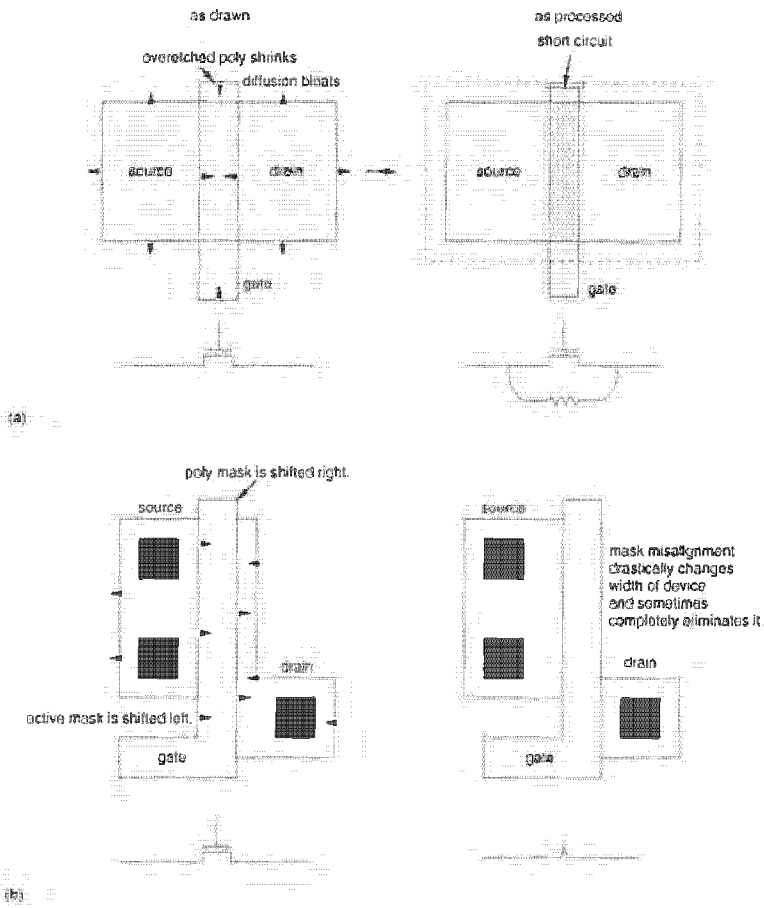 as drawn
as processed
short circuit
overetched poly shrinks
diffusion bloats
source
drain
source
drain
gate
gate
(a)
poly mask is shifted right.
source
source
mask misalignment
drastically changes
width of device
and sometimes
completely eliminates it.
drain
drain
active mask is shifted left.
gate
gate
(b)